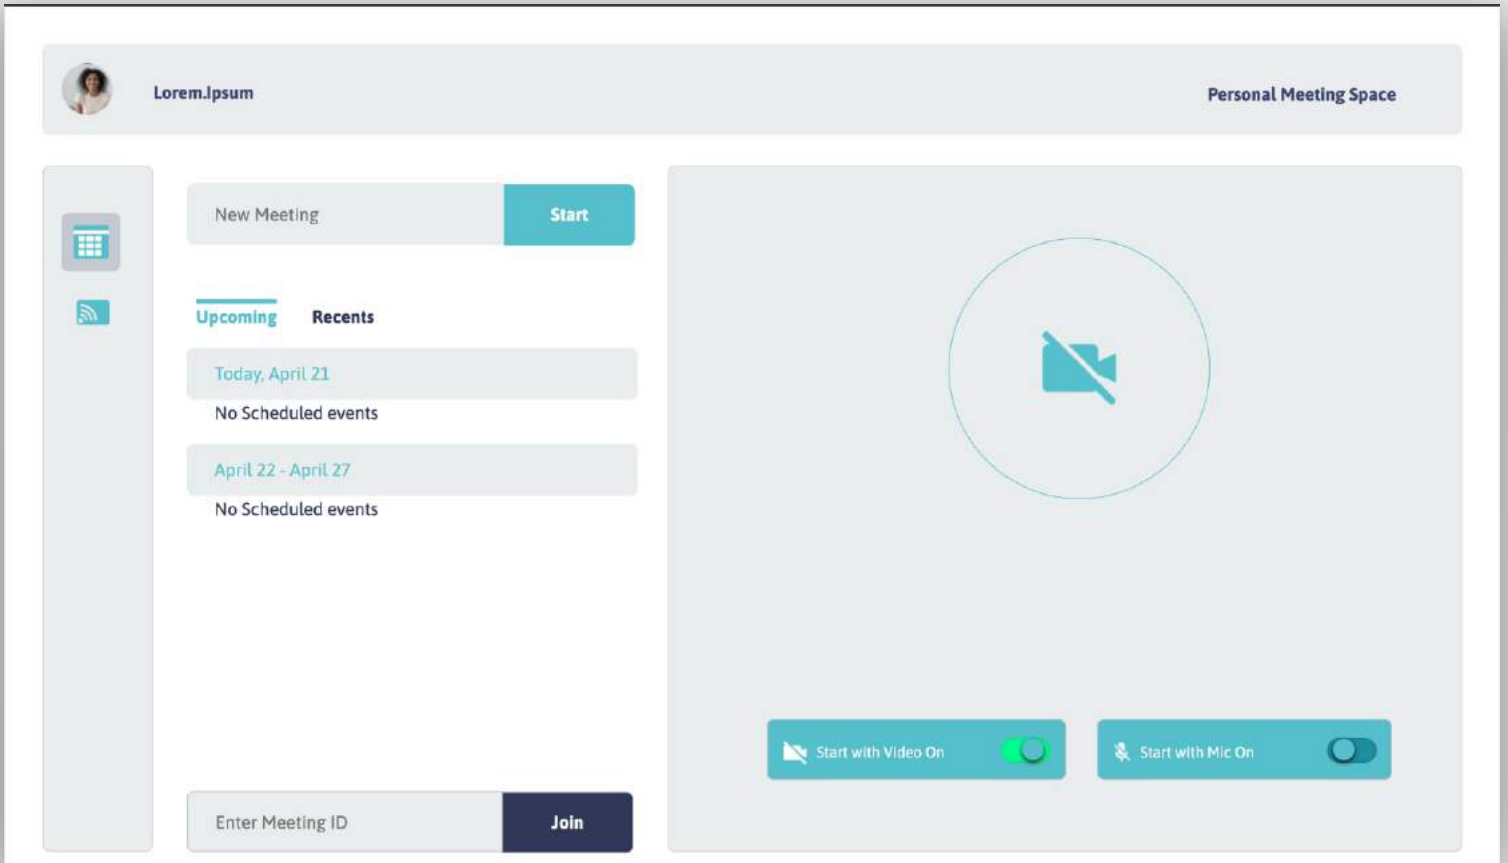 Lorem.Ipsum
Personal Meeting Space
New Meeting
Start
Upcoming
Recents
Today, April 21
No Scheduled events
April 22 - April 27
No Scheduled events
Start with Video On
Start with Mic On
Enter Meeting ID
Join